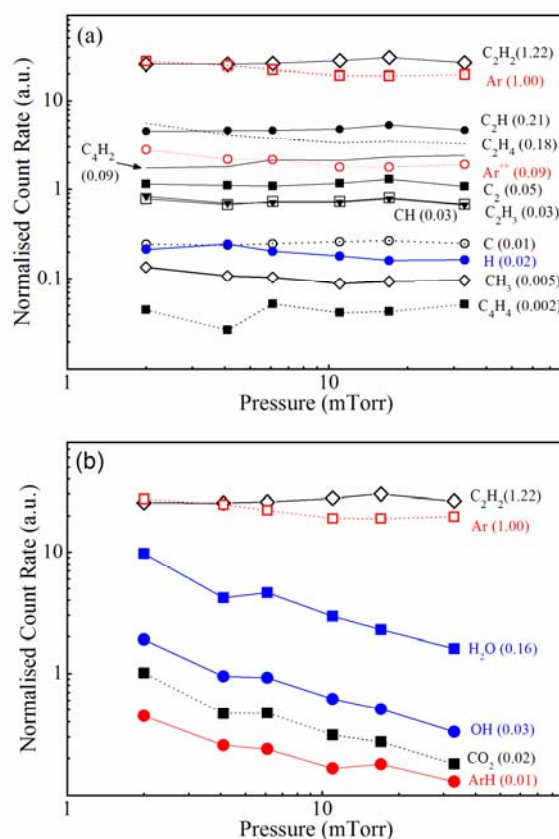 (a)
Normalised Count Rate (a.u.)
10
1
0.1
C₂H₂(1.22)
Ar (1.00)
C₂H (0.21)
C₂H₄ (0.18)
C₄H₂
(0.09)
Ar⁺⁺ (0.09)
C₂ (0.05)
CH (0.03)
C₂H₃ (0.03)
C (0.01)
H (0.02)
CH₃ (0.005)
C₄H₄ (0.002)
1
10
Pressure (mTorr)
(b)
Normalised Count Rate (a.u.)
10
1
C₂H₂(1.22)
Ar (1.00)
H₂O (0.16)
OH (0.03)
CO₂ (0.02)
ArH (0.01)
1
10
Pressure (mTorr)